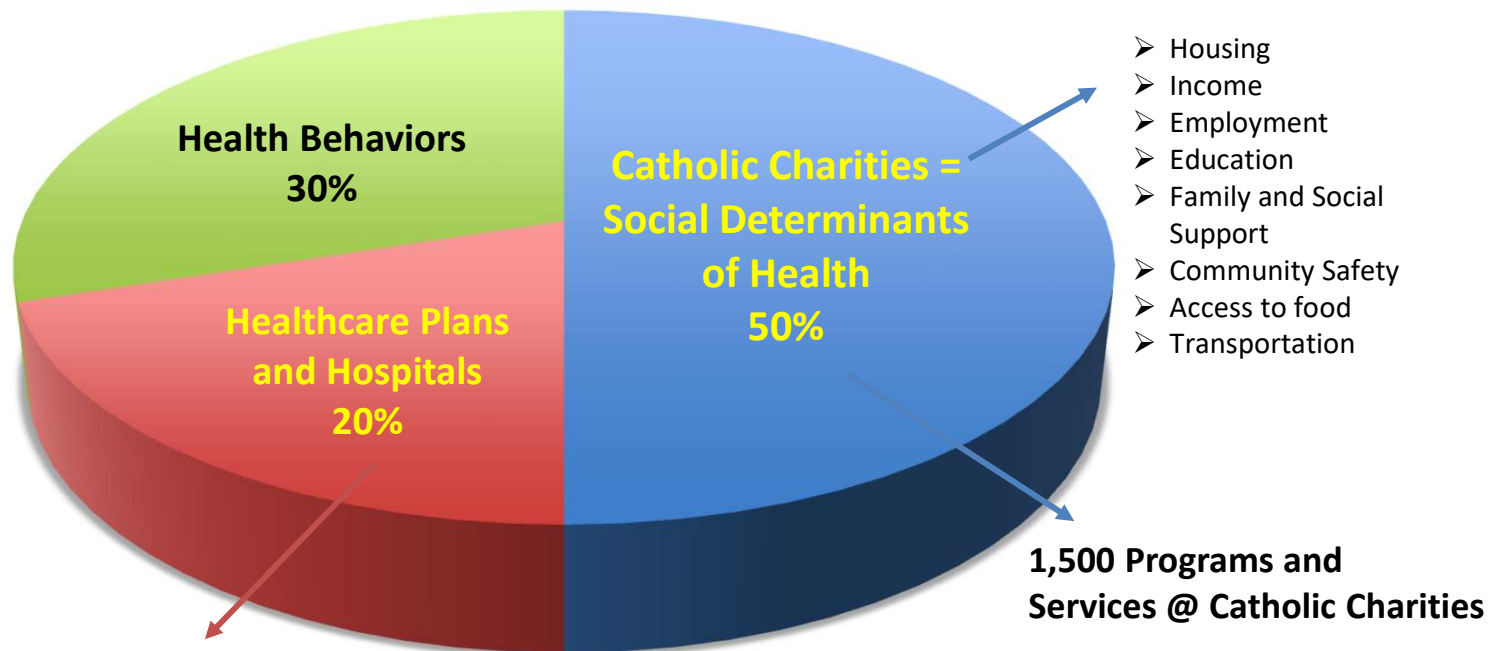 Health Behaviors
30%
Catholic Charities =
Social Determinants
of Health
50%
Healthcare Plans
and Hospitals
20%
➢ Housing
➢ Income
➢ Employment
➢ Education
➢ Family and Social
Support
➢ Community Safety
➢ Access to food
➢ Transportation
1,500 Programs and
Services @ Catholic Charities